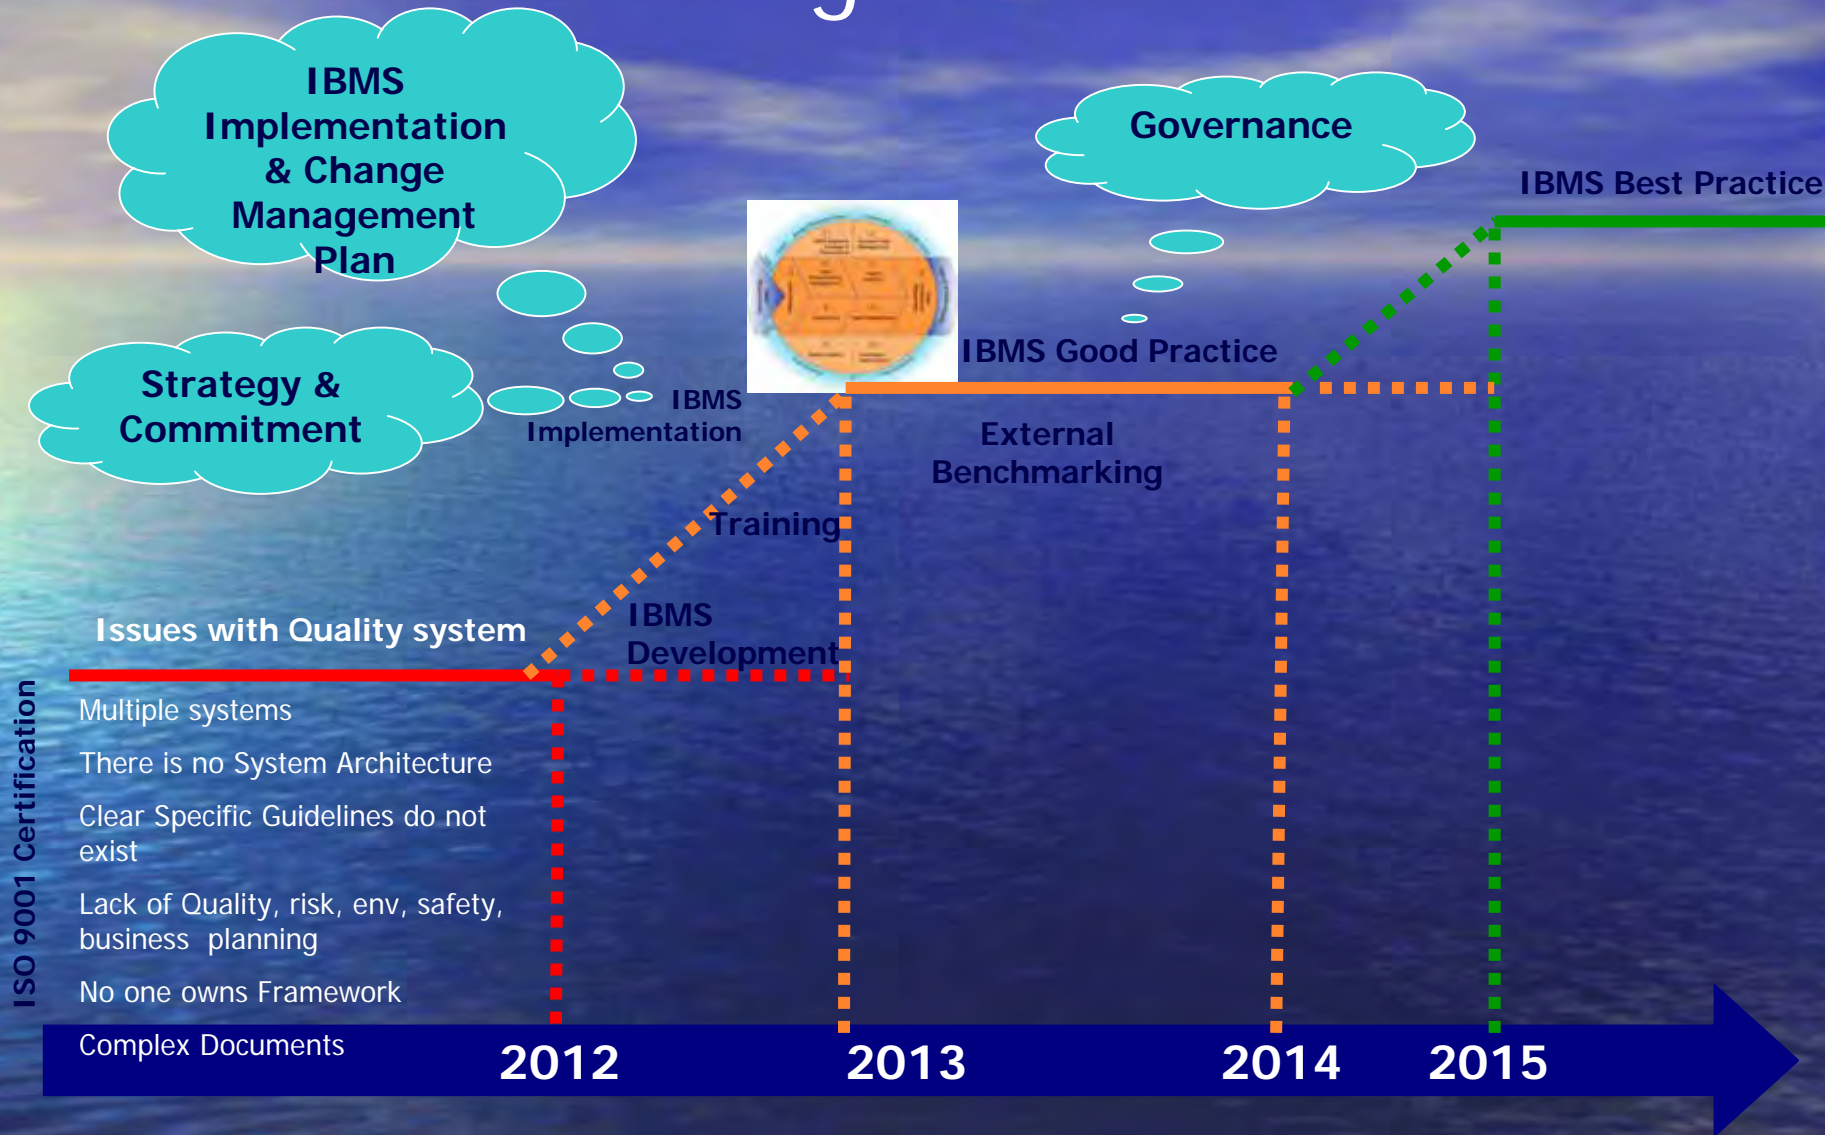 IBMS
Implementation
& Change
Management
Plan
Governance
IBMS Best Practice
IBMS Good Practice
Strategy &
Commitment
IBMS
Implementation
External
Benchmarking
Training
IBMS
Development
Issues with Quality system
Multiple systems
There is no System Architecture
Clear Specific Guidelines do not
exist
Lack of Quality, risk, env, safety,
business planning
No one owns Framework
Complex Documents
ISO 9001 Certification
2012
2013
2014
2015